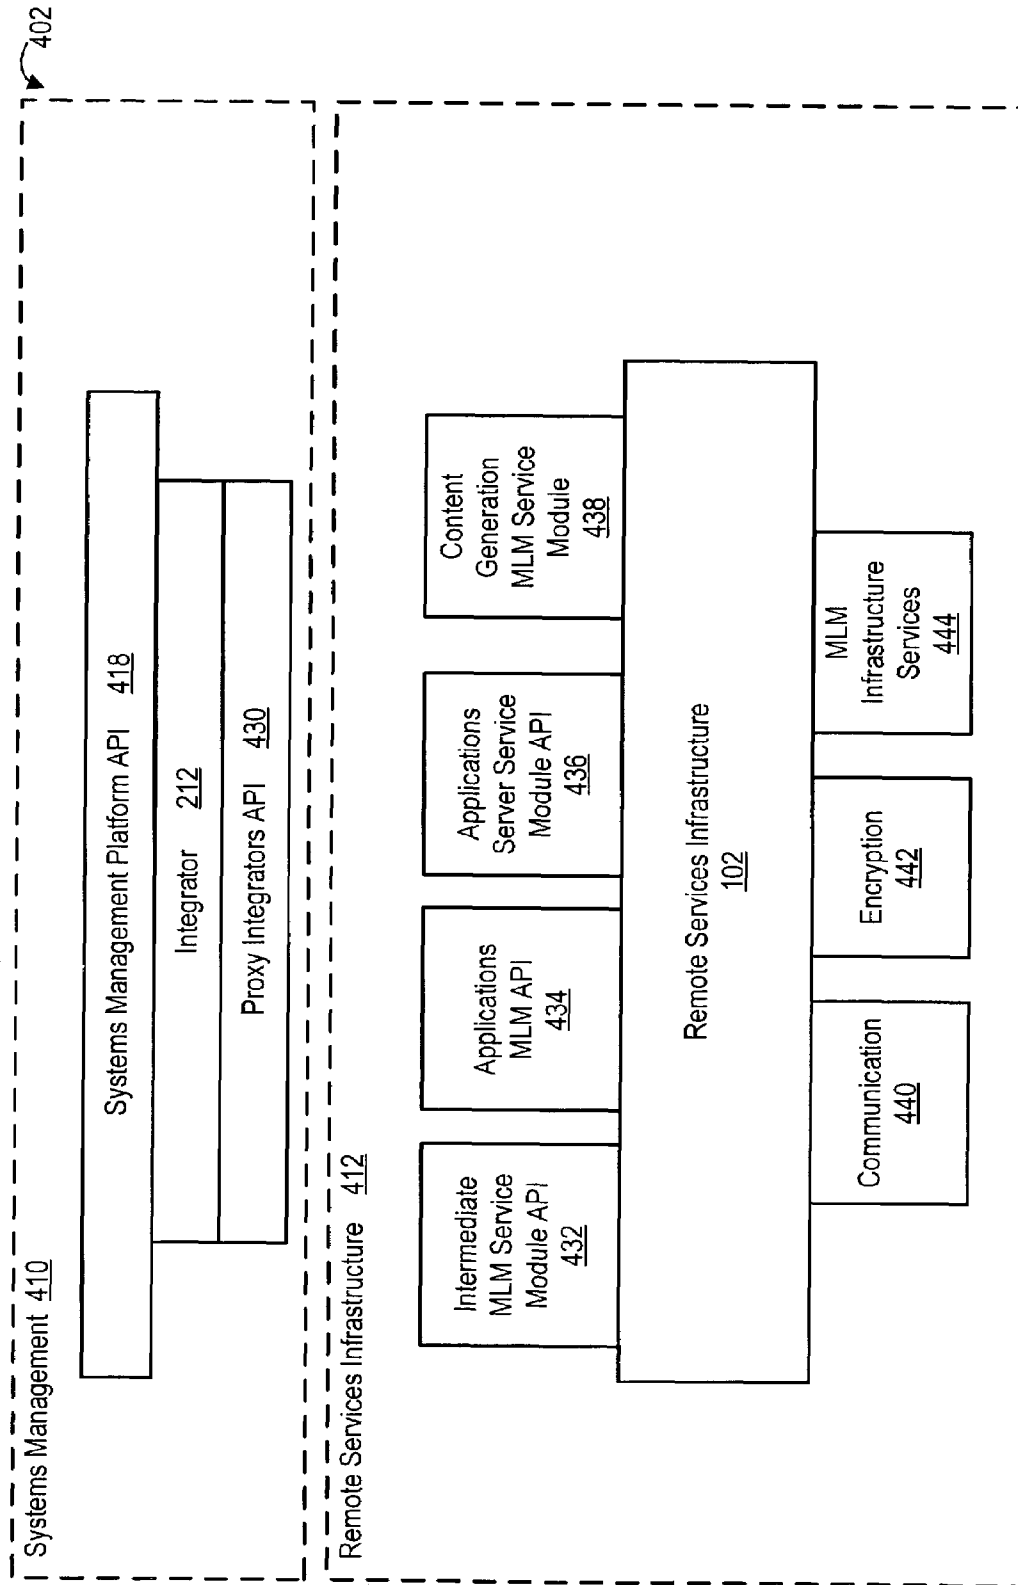 402
Systems Management 410
Systems Management Platform API 418
Integrator 212
Proxy Integrators API 430
Remote Services Infrastructure 412
Intermediate
MLM Service
Module API
432
Applications
MLM API
434
Applications
Server Service
Module API
436
Content
Generation
MLM Service
Module
438
Remote Services Infrastructure
102
Communication
440
Encryption
442
MLM
Infrastructure
Services
444